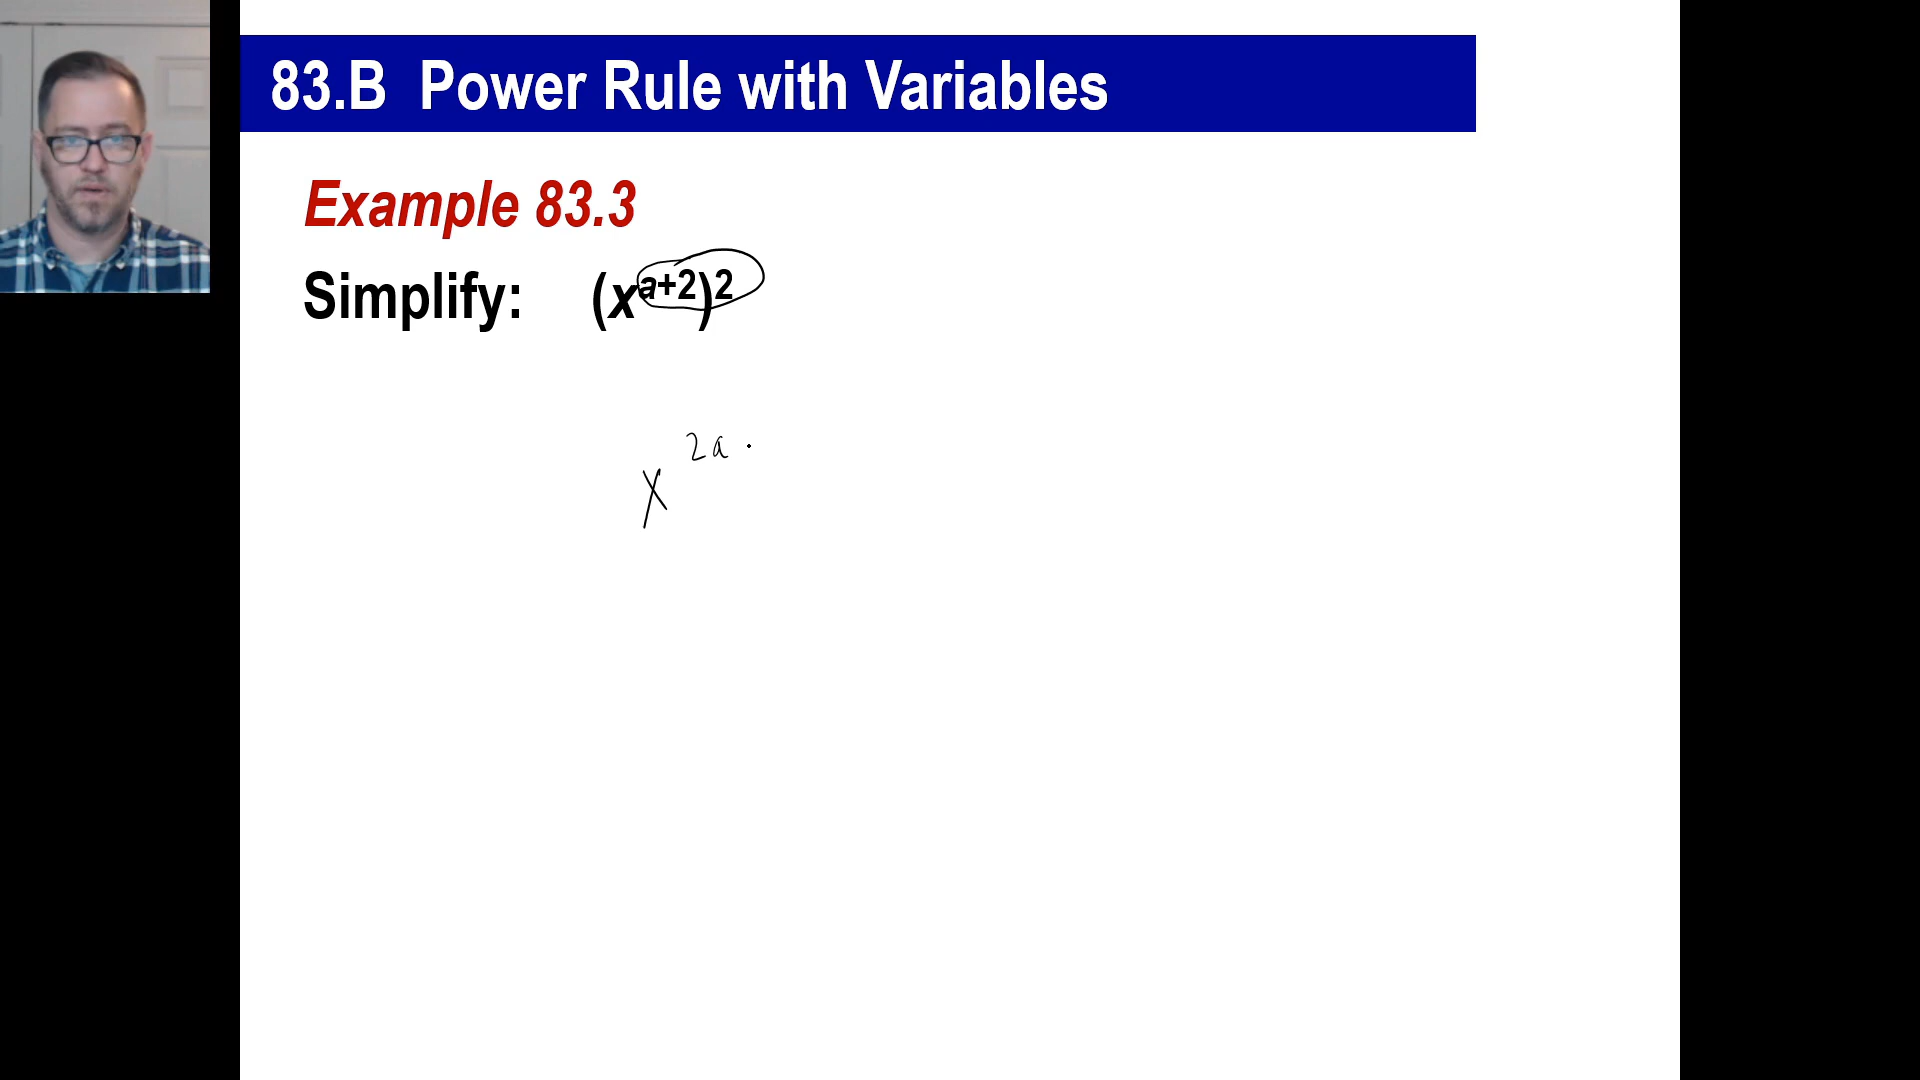 83.B Power Rule with Variables
Example 83.3
Simplify: (x^{a+2})^2
x^{2a} ·